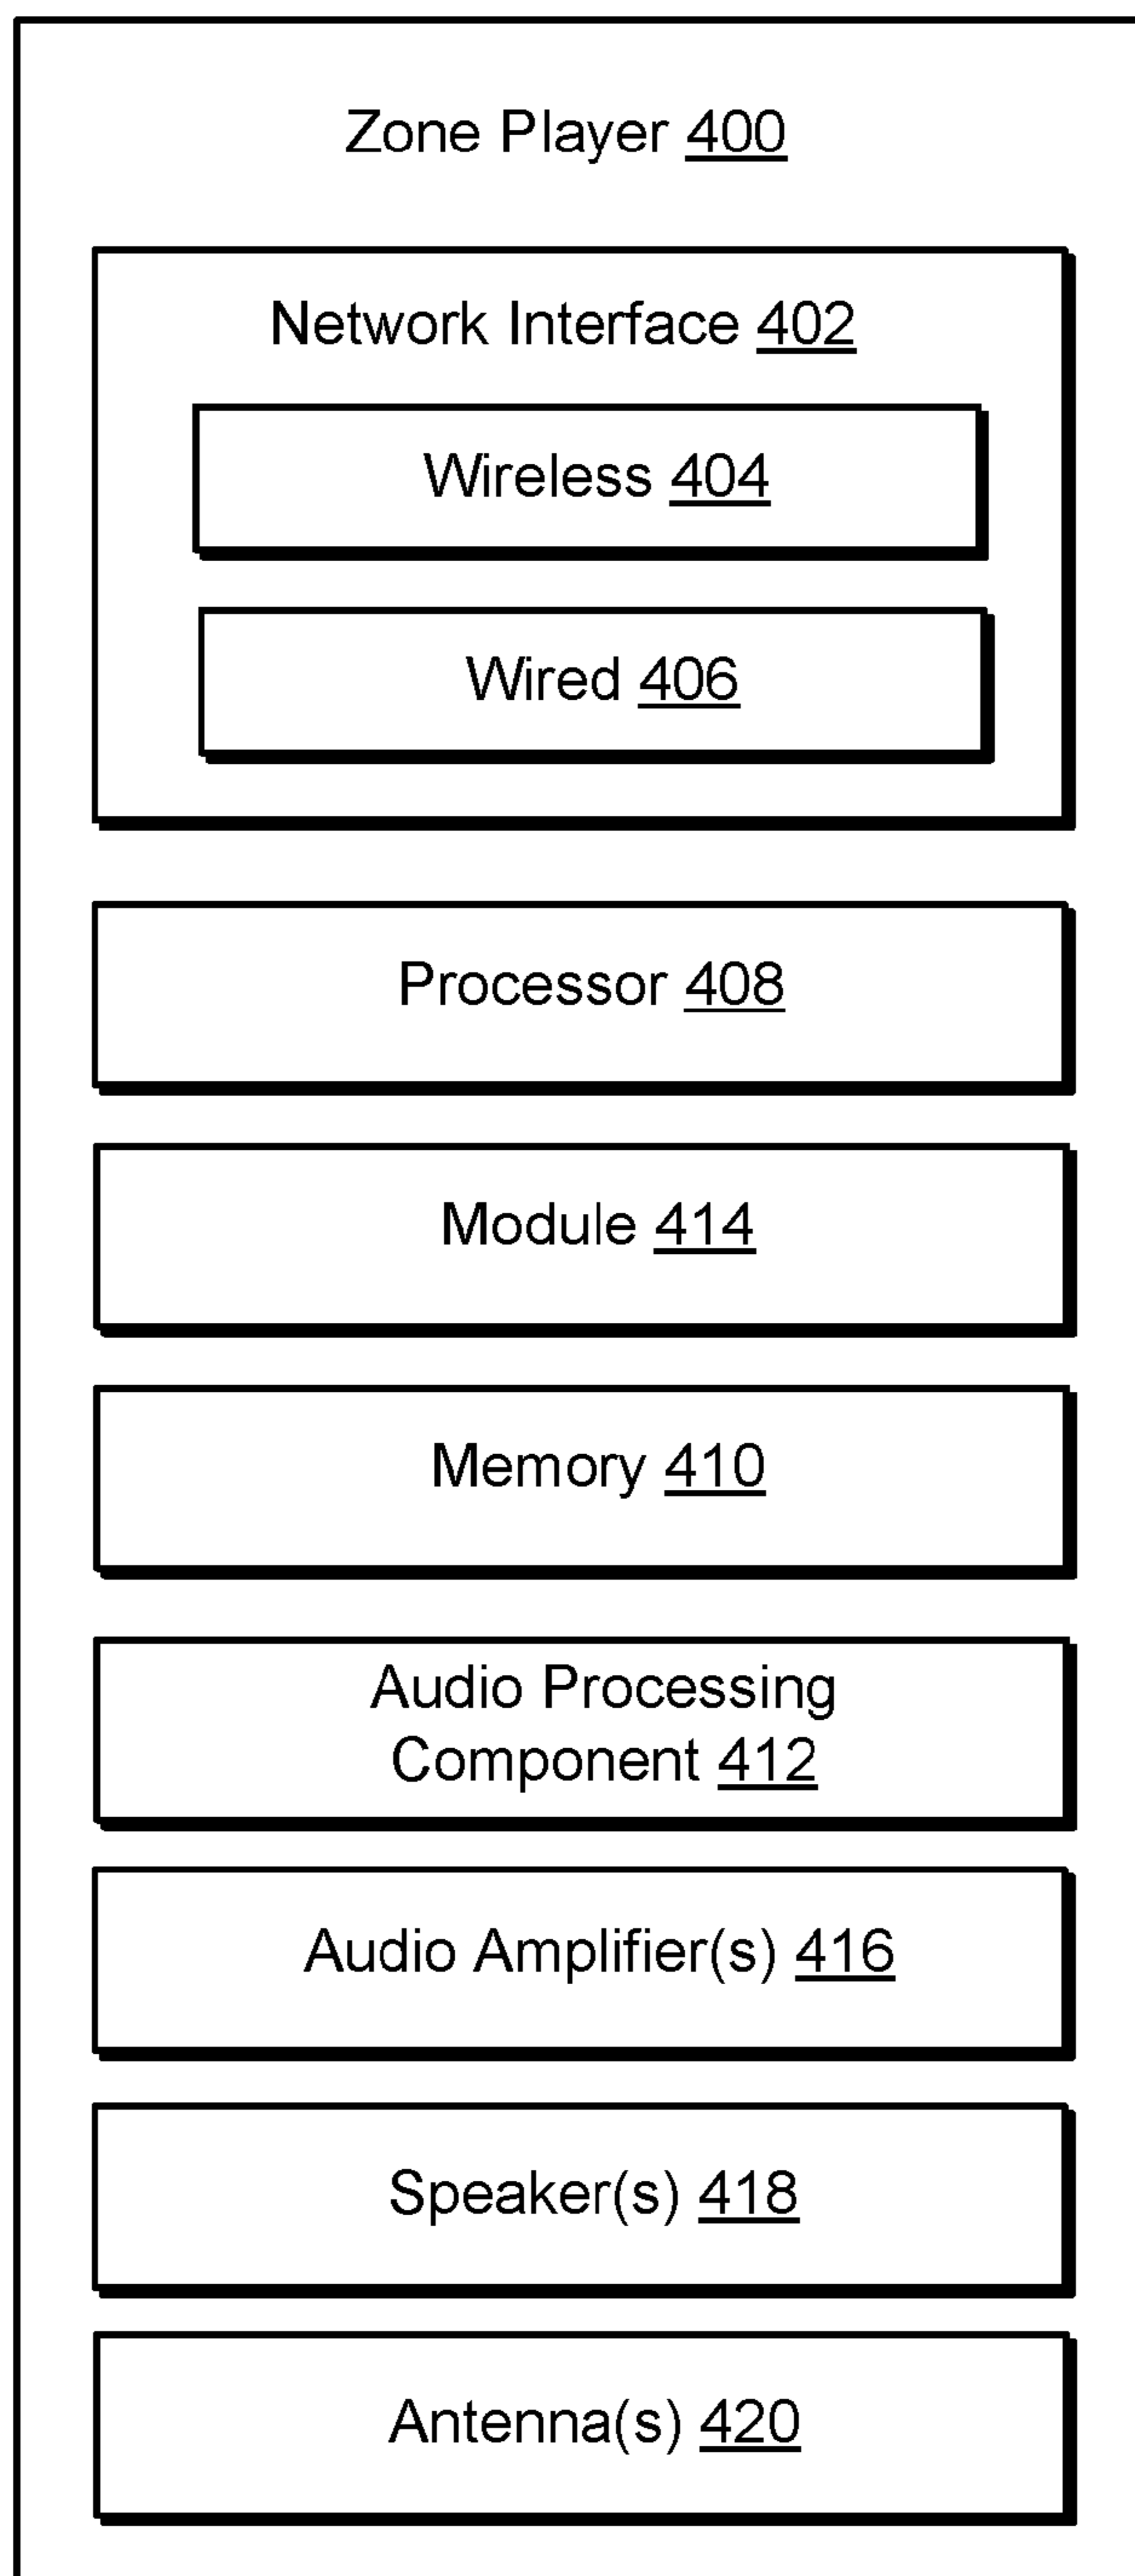 Zone Player 400
Network Interface 402
Wireless 404
Wired 406
Processor 408
Module 414
Memory 410
Audio Processing
Component 412
Audio Amplifier(s) 416
Speaker(s) 418
Antenna(s) 420